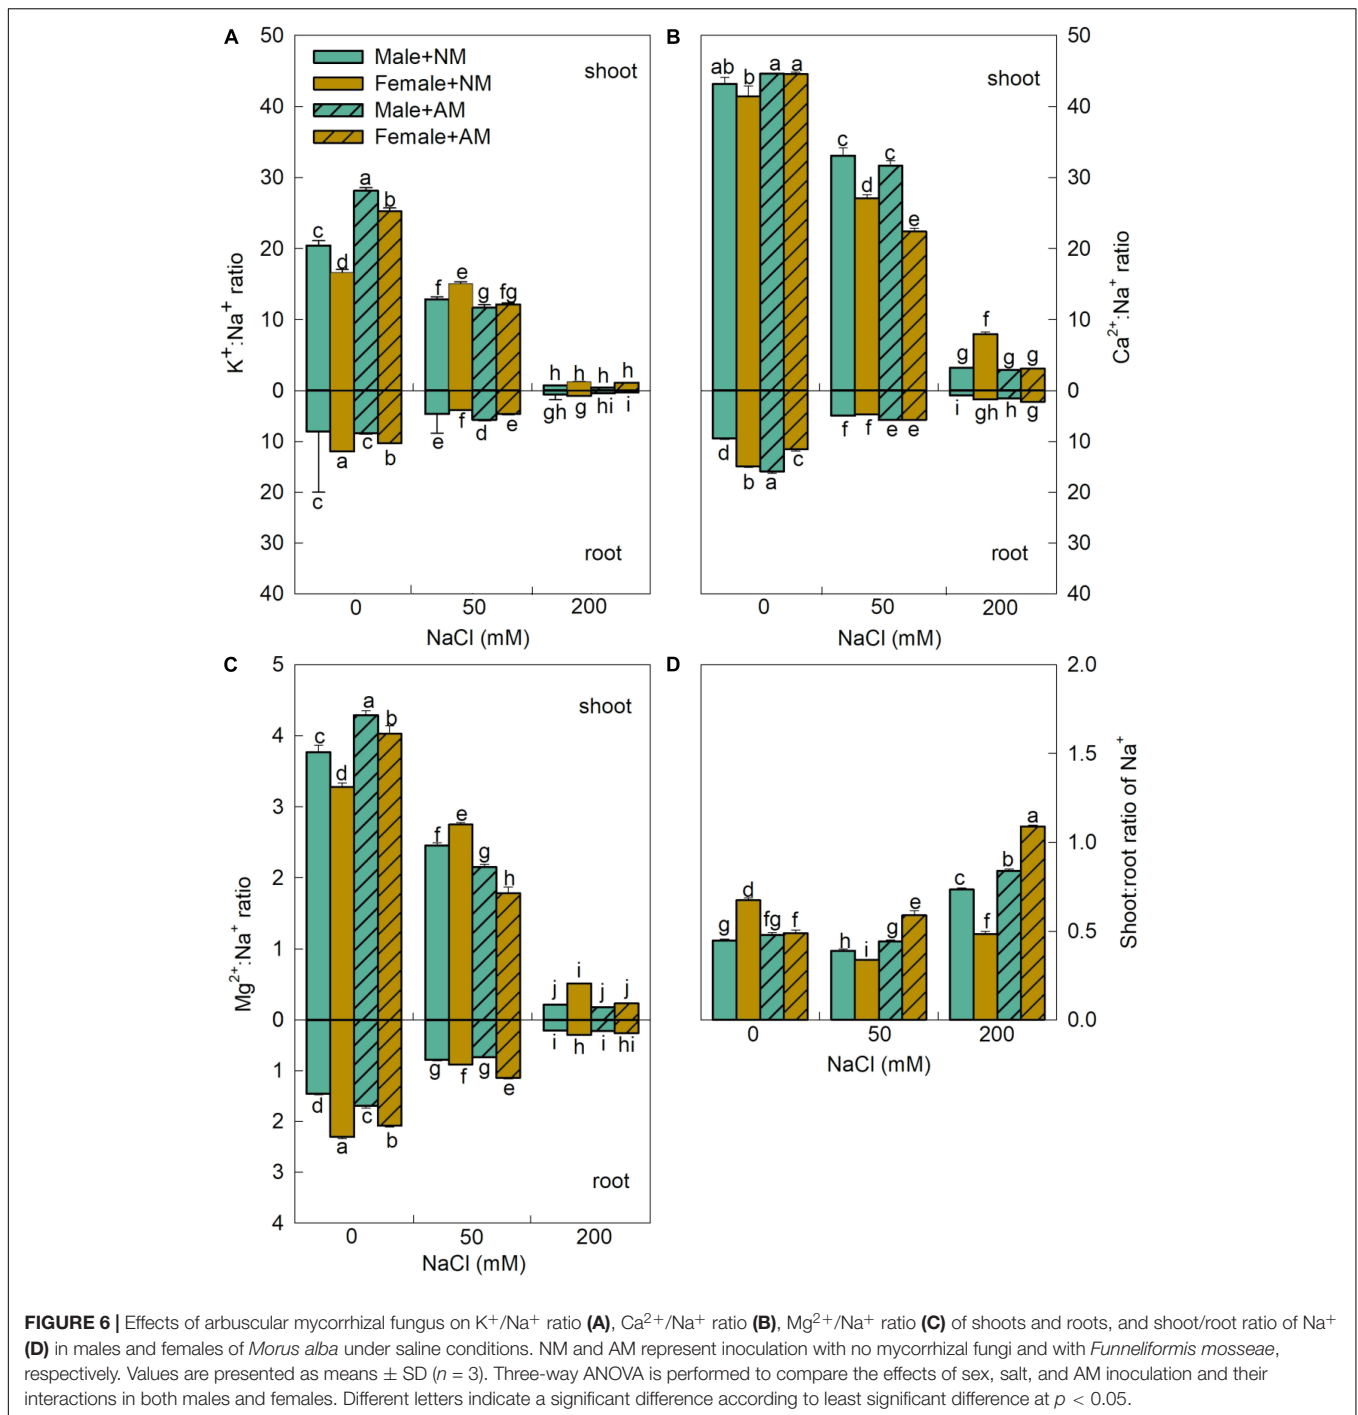 A
50
40
30
20
10
0
10
20
30
40
K⁺:Na⁺ ratio
Male+NM
Female+NM
Male+AM
Female+AM
shoot
c d a b
f e g fg
h h h h
c a c b
e f d e
gh g hi i
root
0 50 200
NaCl (mM)
B
50
40
30
20
10
0
10
20
30
40
Ca²⁺:Na⁺ ratio
shoot
ab b a a
c d c e
g f g g
d b a c
f f e e
i gh h g
root
0 50 200
NaCl (mM)
C
5
4
3
2
1
0
1
2
3
4
Mg²⁺:Na⁺ ratio
shoot
c d a b
f e g h
j i j j
d a c b
g f g e
i h i hi
root
0 50 200
NaCl (mM)
D
2.0
1.5
1.0
0.5
0.0
Shoot:root ratio of Na⁺
g d fg f
h i g e
c f b a
0 50 200
NaCl (mM)
FIGURE 6 | Effects of arbuscular mycorrhizal fungus on K⁺/Na⁺ ratio (A), Ca²⁺/Na⁺ ratio (B), Mg²⁺/Na⁺ ratio (C) of shoots and roots, and shoot/root ratio of Na⁺
(D) in males and females of Morus alba under saline conditions. NM and AM represent inoculation with no mycorrhizal fungi and with Funneliformis mosseae,
respectively. Values are presented as means ± SD (n = 3). Three-way ANOVA is performed to compare the effects of sex, salt, and AM inoculation and their
interactions in both males and females. Different letters indicate a significant difference according to least significant difference at p < 0.05.